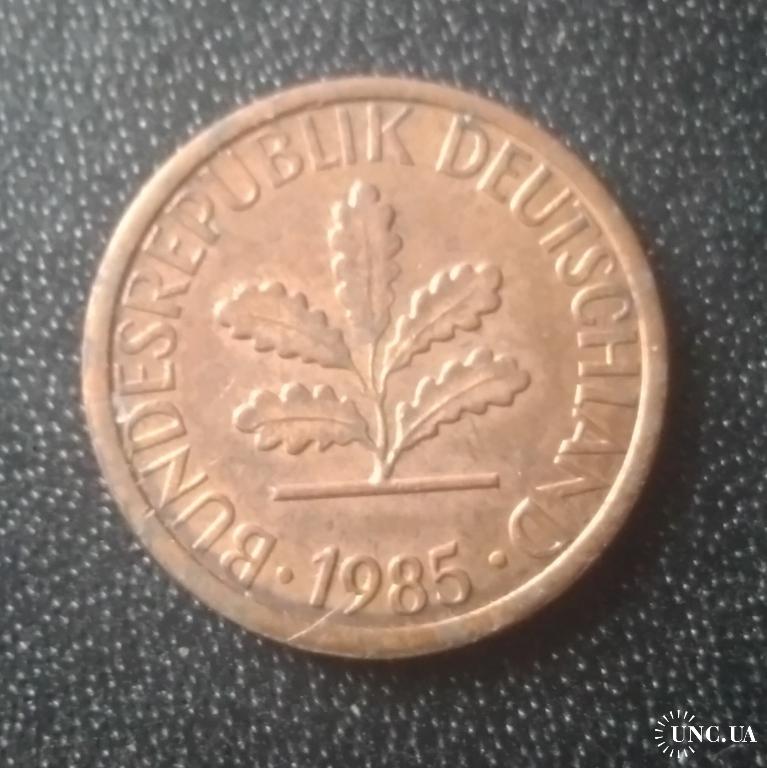 BUNDESREPUBLIK DEUTSCHLAND
· 1985 ·
UNC.UA